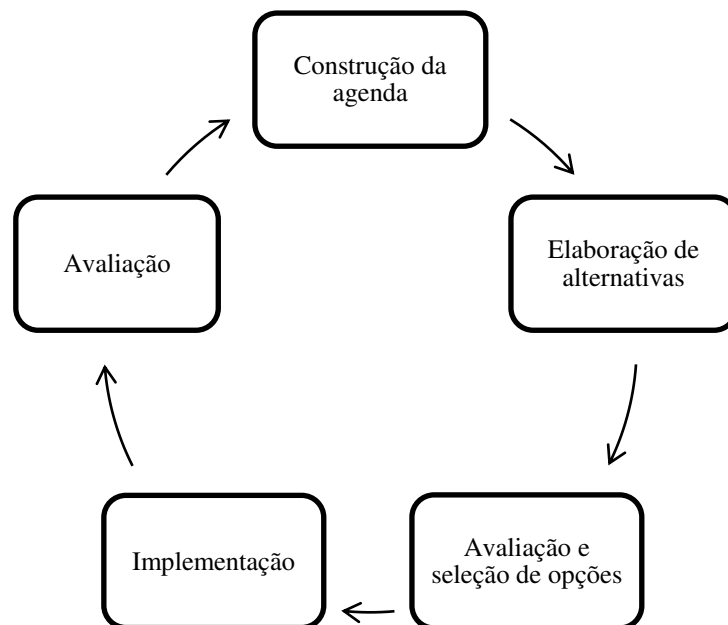 Construção da
agenda
Elaboração de
alternativas
Avaliação e
seleção de opções
Implementação
Avaliação